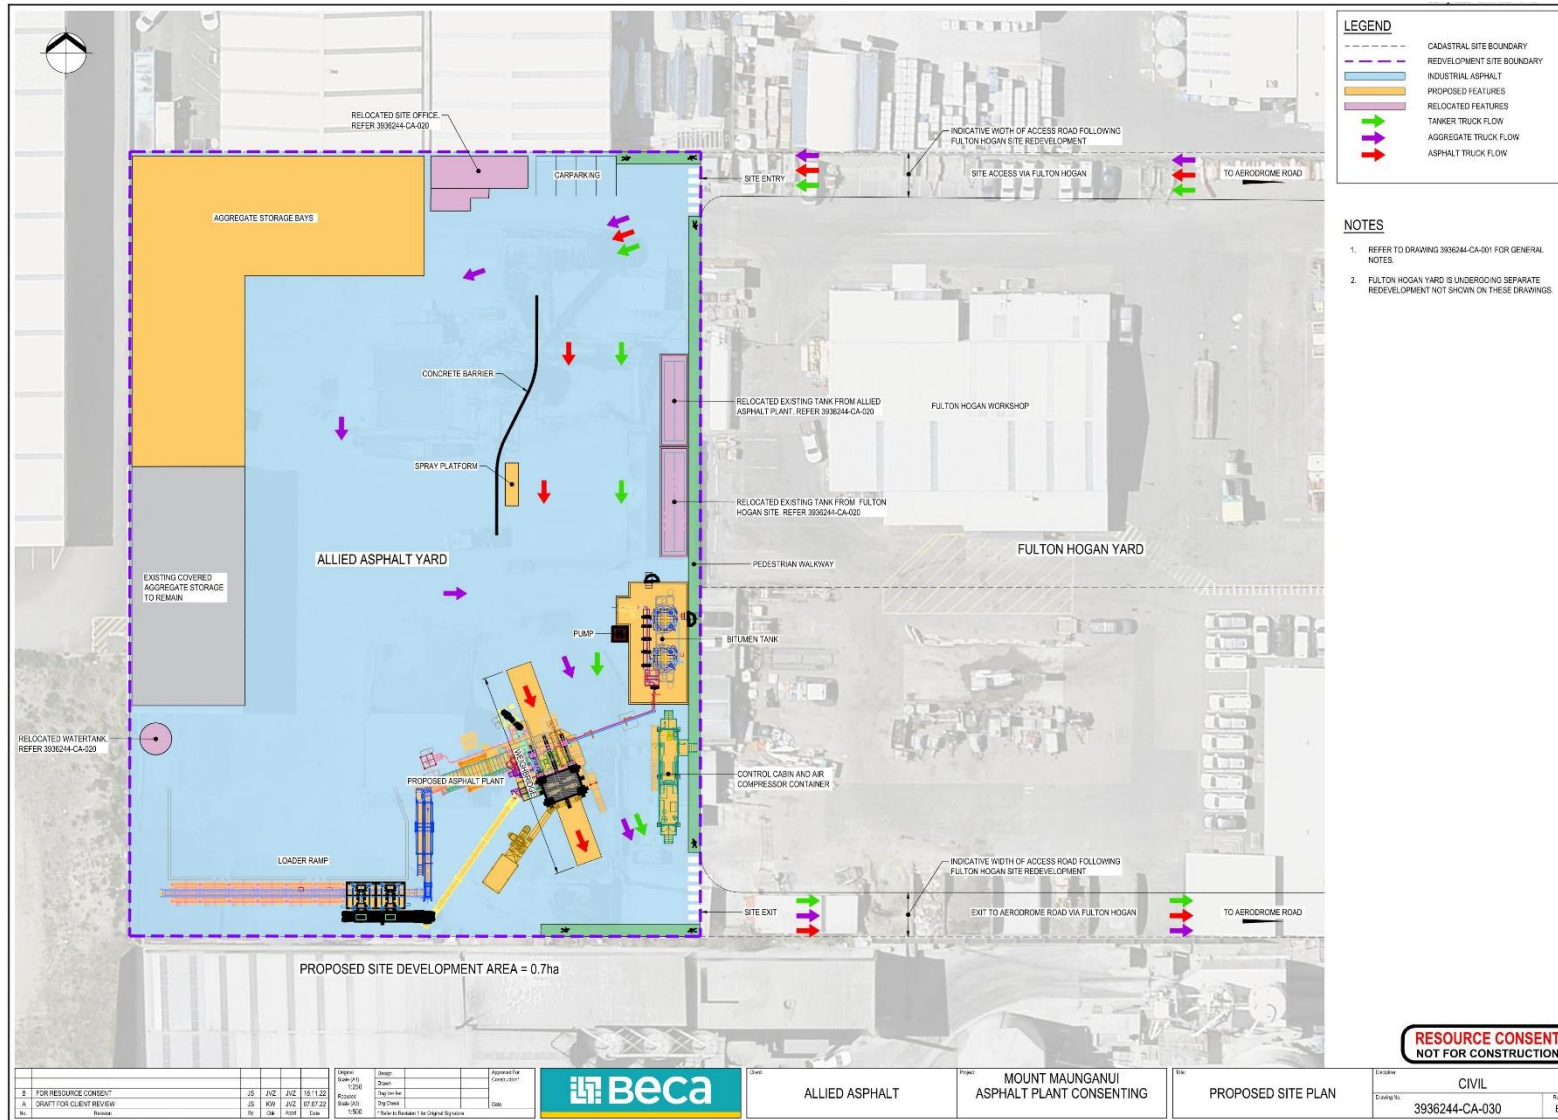 LEGEND
CADASTRAL SITE BOUNDARY
REDVELOPMENT SITE BOUNDARY
INDUSTRIAL ASPHALT
PROPOSED FEATURES
RELOCATED FEATURES
TANKER TRUCK FLOW
AGGREGATE TRUCK FLOW
ASPHALT TRUCK FLOW
NOTES
1. REFER TO DRAWING 3936244-CA-001 FOR GENERAL
NOTES.
2. FULTON HOGAN YARD IS UNDERGOING SEPARATE
REDEVELOPMENT NOT SHOWN ON THESE DRAWINGS.
RELOCATED SITE OFFICE.
REFER 3936244-CA-020
CARPARKING
SITE ENTRY
INDICATIVE WIDTH OF ACCESS ROAD FOLLOWING
FULTON HOGAN SITE REDEVELOPMENT
SITE ACCESS VIA FULTON HOGAN
TO AERODROME ROAD
AGGREGATE STORAGE BAYS
CONCRETE BARRIER
RELOCATED EXISTING TANK FROM ALLIED
ASPHALT PLANT. REFER 3936244-CA-020
FULTON HOGAN WORKSHOP
SPRAY PLATFORM
RELOCATED EXISTING TANK FROM FULTON
HOGAN SITE. REFER 3936244-CA-020
ALLIED ASPHALT YARD
FULTON HOGAN YARD
PEDESTRIAN WALKWAY
EXISTING COVERED
AGGREGATE STORAGE
TO REMAIN
PUMP
BITUMEN TANK
RELOCATED WATERTANK.
REFER 3936244-CA-020
WEIGHBRIDGE
PROPOSED ASPHALT PLANT
CONTROL CABIN AND AIR
COMPRESSOR CONTAINER
LOADER RAMP
INDICATIVE WIDTH OF ACCESS ROAD FOLLOWING
FULTON HOGAN SITE REDEVELOPMENT
SITE EXIT
EXIT TO AERODROME ROAD VIA FULTON HOGAN
TO AERODROME ROAD
PROPOSED SITE DEVELOPMENT AREA = 0.7ha
RESOURCE CONSENT
NOT FOR CONSTRUCTION
B FOR RESOURCE CONSENT JS JVZ JVZ 18.11.22
A DRAFT FOR CLIENT REVIEW JS KW JVZ 07.07.22
No. Revision By Chk Appd Date
Original
Scale (A1)
1:250
Reduced
Scale (A3)
1:500
Design
Drawn
Dsg Verifier
Drg Check
* Refer to Revision 1 for Original Signature
Approved For
Construction*
Date
Beca
Client:
ALLIED ASPHALT
Project:
MOUNT MAUNGANUI
ASPHALT PLANT CONSENTING
Title:
PROPOSED SITE PLAN
Discipline
CIVIL
Drawing No.
3936244-CA-030